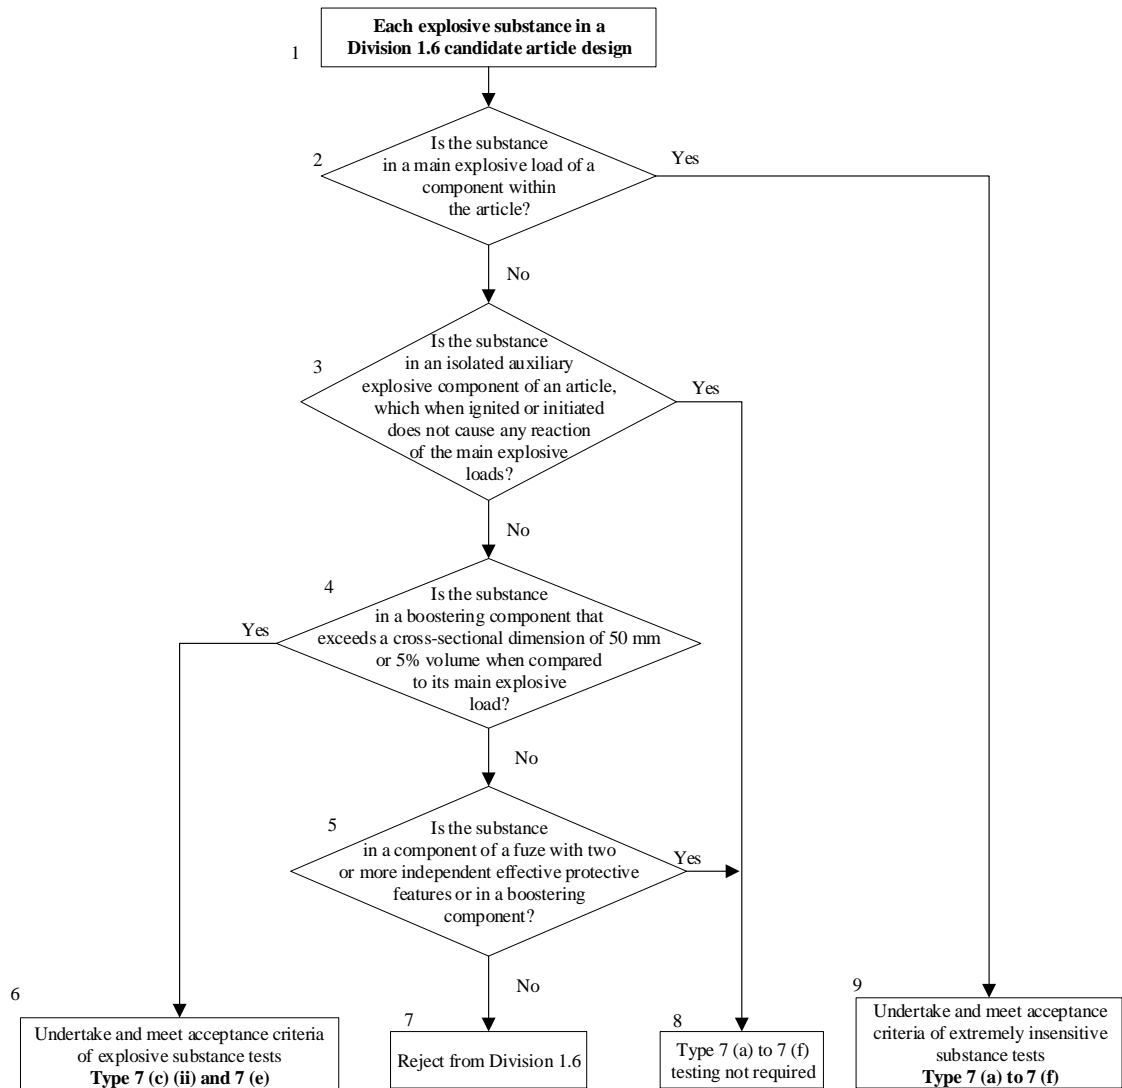 1
Each explosive substance in a
Division 1.6 candidate article design
2
Is the substance
in a main explosive load of a
component within
the article?
Yes
No
3
Is the substance
in an isolated auxiliary
explosive component of an article,
which when ignited or initiated
does not cause any reaction
of the main explosive
loads?
Yes
No
4
Is the substance
in a boostering component that
exceeds a cross-sectional dimension of 50 mm
or 5% volume when compared
to its main explosive
load?
Yes
No
5
Is the substance
in a component of a fuze with two
or more independent effective protective
features or in a boostering
component?
Yes
No
6
Undertake and meet acceptance criteria
of explosive substance tests
Type 7 (c) (ii) and 7 (e)
7
Reject from Division 1.6
8
Type 7 (a) to 7 (f)
testing not required
9
Undertake and meet acceptance
criteria of extremely insensitive
substance tests
Type 7 (a) to 7 (f)